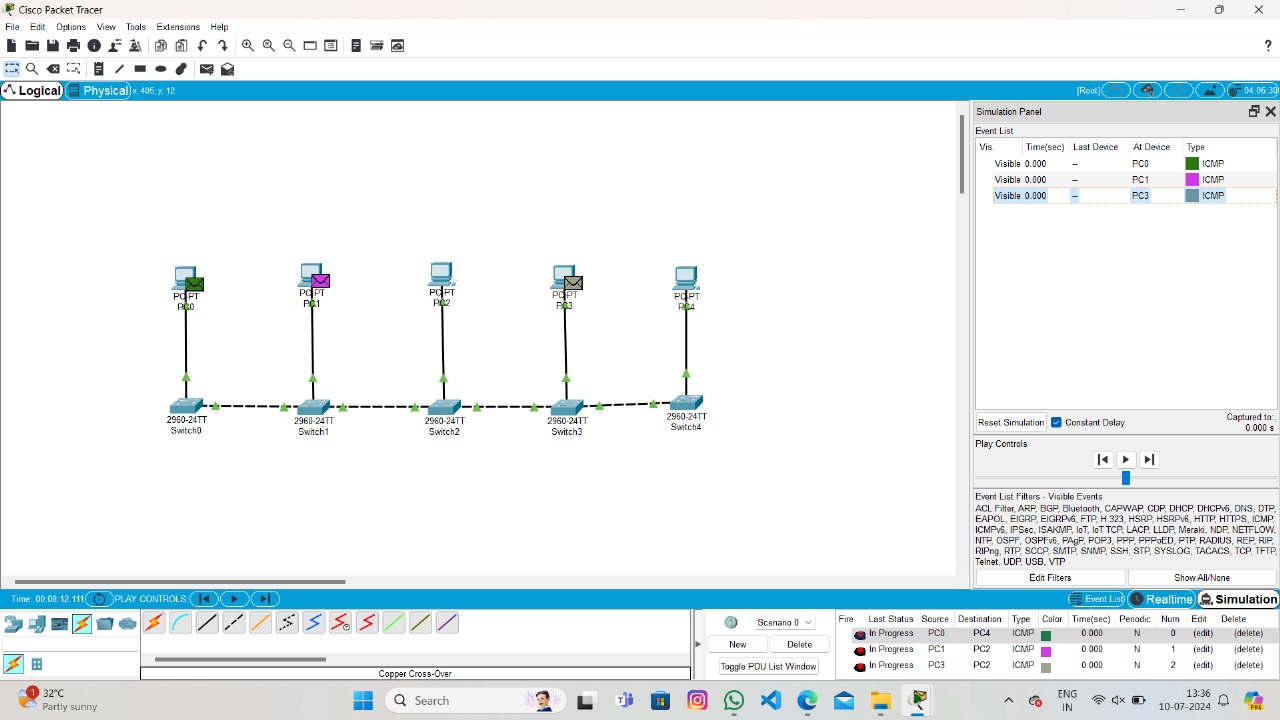 Cisco Packet Tracer
File Edit Options View Tools Extensions Help
?
Logical Physical x: 405, y: 12 [Root] 04:06:30
Simulation Panel
Event List
Vis. Time(sec) Last Device At Device Type
Visible 0.000 -- PC0 ICMP
Visible 0.000 -- PC1 ICMP
Visible 0.000 -- PC3 ICMP
PC-PT
PC0
PC-PT
PC1
PC-PT
PC2
PC-PT
PC3
PC-PT
PC4
2960-24TT
Switch0
2960-24TT
Switch1
2960-24TT
Switch2
2960-24TT
Switch3
2960-24TT
Switch4
Reset Simulation Constant Delay Captured to:
0.000 s
Play Controls
Event List Filters - Visible Events
ACL Filter, ARP, BGP, Bluetooth, CAPWAP, CDP, DHCP, DHCPv6, DNS, DTP,
EAPOL, EIGRP, EIGRPv6, FTP, H.323, HSRP, HSRPv6, HTTP, HTTPS, ICMP,
ICMPv6, IPSec, ISAKMP, IoT, IoT TCP, LACP, LLDP, Meraki, NDP, NETFLOW,
NTP, OSPF, OSPFv6, PAgP, POP3, PPP, PPPoED, PTP, RADIUS, REP, RIP,
RIPng, RTP, SCCP, SMTP, SNMP, SSH, STP, SYSLOG, TACACS, TCP, TFTP,
Telnet, UDP, USB, VTP
Edit Filters Show All/None
Time: 00:08:12.111 PLAY CONTROLS Event List Realtime Simulation
Copper Cross-Over
Scenario 0
New Delete
Toggle PDU List Window
Fire Last Status Source Destination Type Color Time(sec) Periodic Num Edit Delete
In Progress PC0 PC4 ICMP 0.000 N 0 (edit) (delete)
In Progress PC1 PC2 ICMP 0.000 N 1 (edit) (delete)
In Progress PC3 PC2 ICMP 0.000 N 2 (edit) (delete)
1
32°C
Partly sunny
Search
ENG
IN
13:36
10-07-2024
PRE